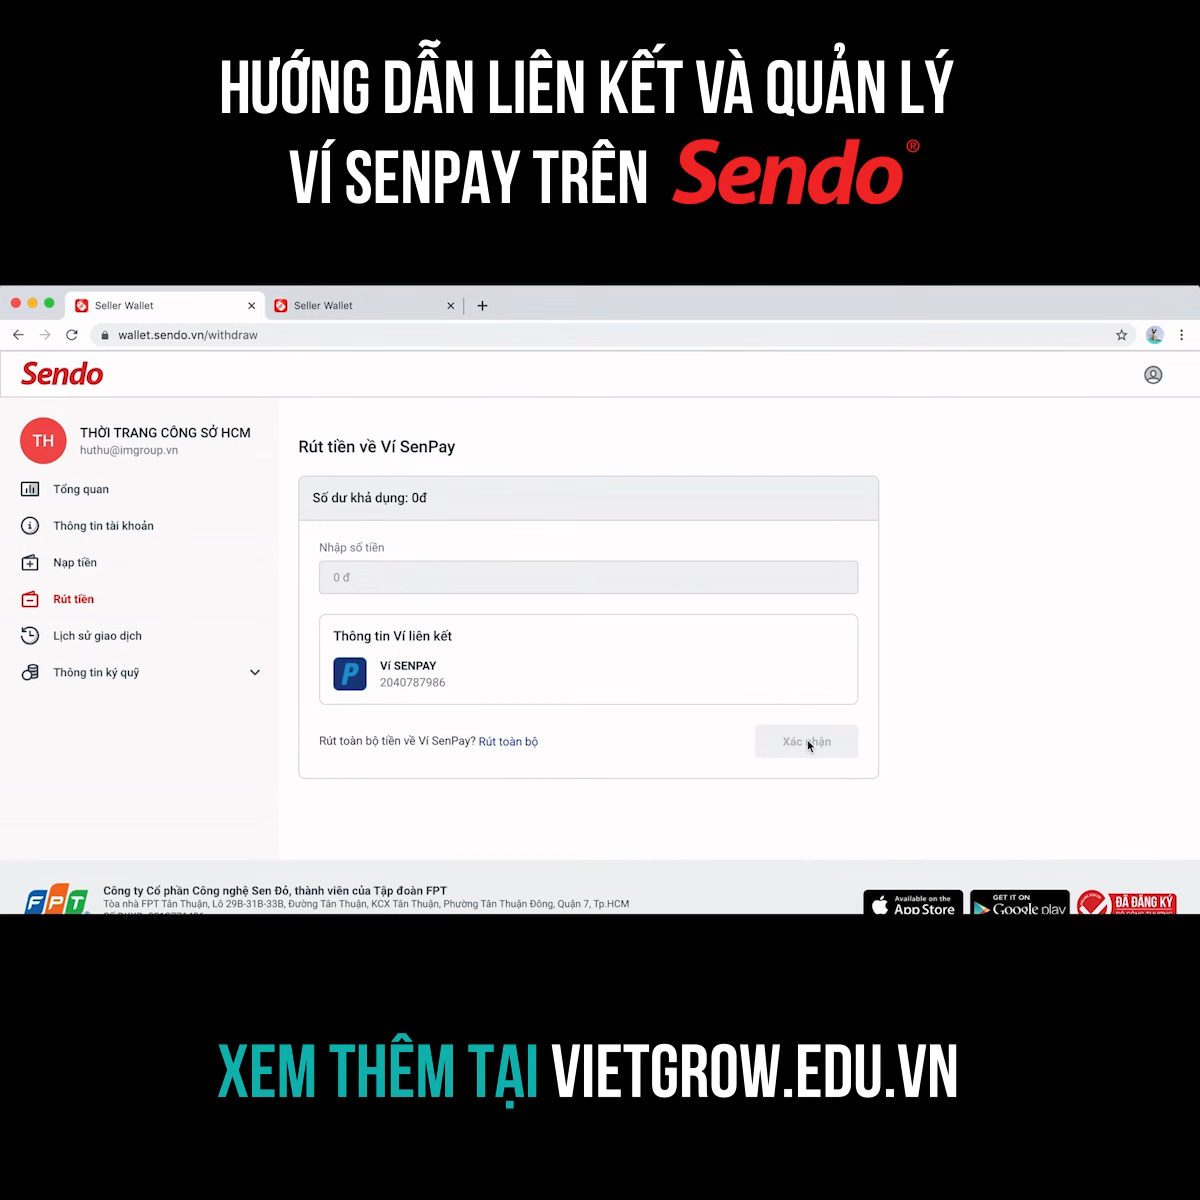 HƯỚNG DẪN LIÊN KẾT VÀ QUẢN LÝ
VÍ SENPAY TRÊN Sendo®
Seller Wallet
Seller Wallet
wallet.sendo.vn/withdraw
Sendo
TH
THỜI TRANG CÔNG SỞ HCM
huthu@imgroup.vn
Tổng quan
Thông tin tài khoản
Nạp tiền
Rút tiền
Lịch sử giao dịch
Thông tin ký quỹ
Rút tiền về Ví SenPay
Số dư khả dụng: 0đ
Nhập số tiền
0 đ
Thông tin Ví liên kết
P
Ví SENPAY
2040787986
Rút toàn bộ tiền về Ví SenPay? Rút toàn bộ
Xác nhận
FPT
Công ty Cổ phần Công nghệ Sen Đỏ, thành viên của Tập đoàn FPT
Tòa nhà FPT Tân Thuận, Lô 29B-31B-33B, Đường Tân Thuận, KCX Tân Thuận, Phường Tân Thuận Đông, Quận 7, Tp.HCM
Available on the
App Store
GET IT ON
Google play
ĐÃ ĐĂNG KÝ
XEM THÊM TẠI VIETGROW.EDU.VN